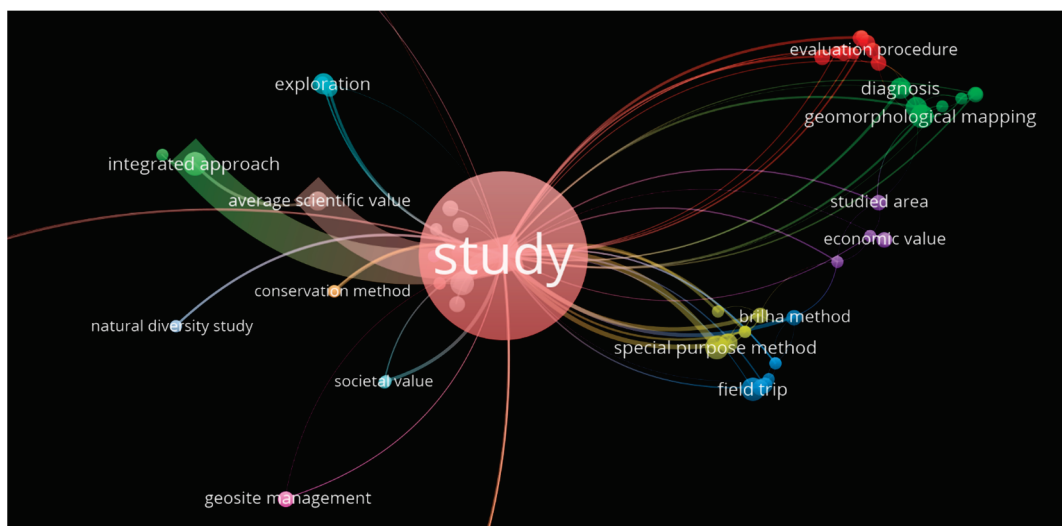 evaluation procedure
exploration
diagnosis
geomorphological mapping
integrated approach
average scientific value
studied area
economic value
study
conservation method
brilha method
natural diversity study
special purpose method
societal value
field trip
geosite management